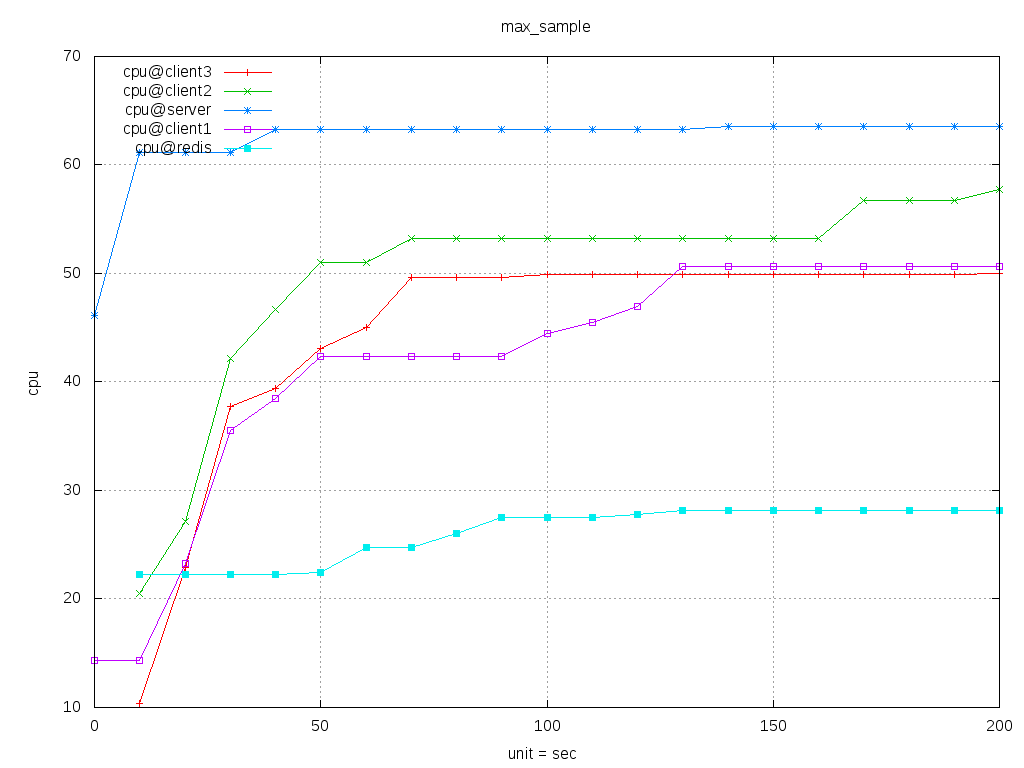 max_sample
70
cpu@client3
cpu@client2
cpu@server
cpu@client1
cpu@redis
60
50
40
cpu
30
20
10
0 50 100 150 200
unit = sec